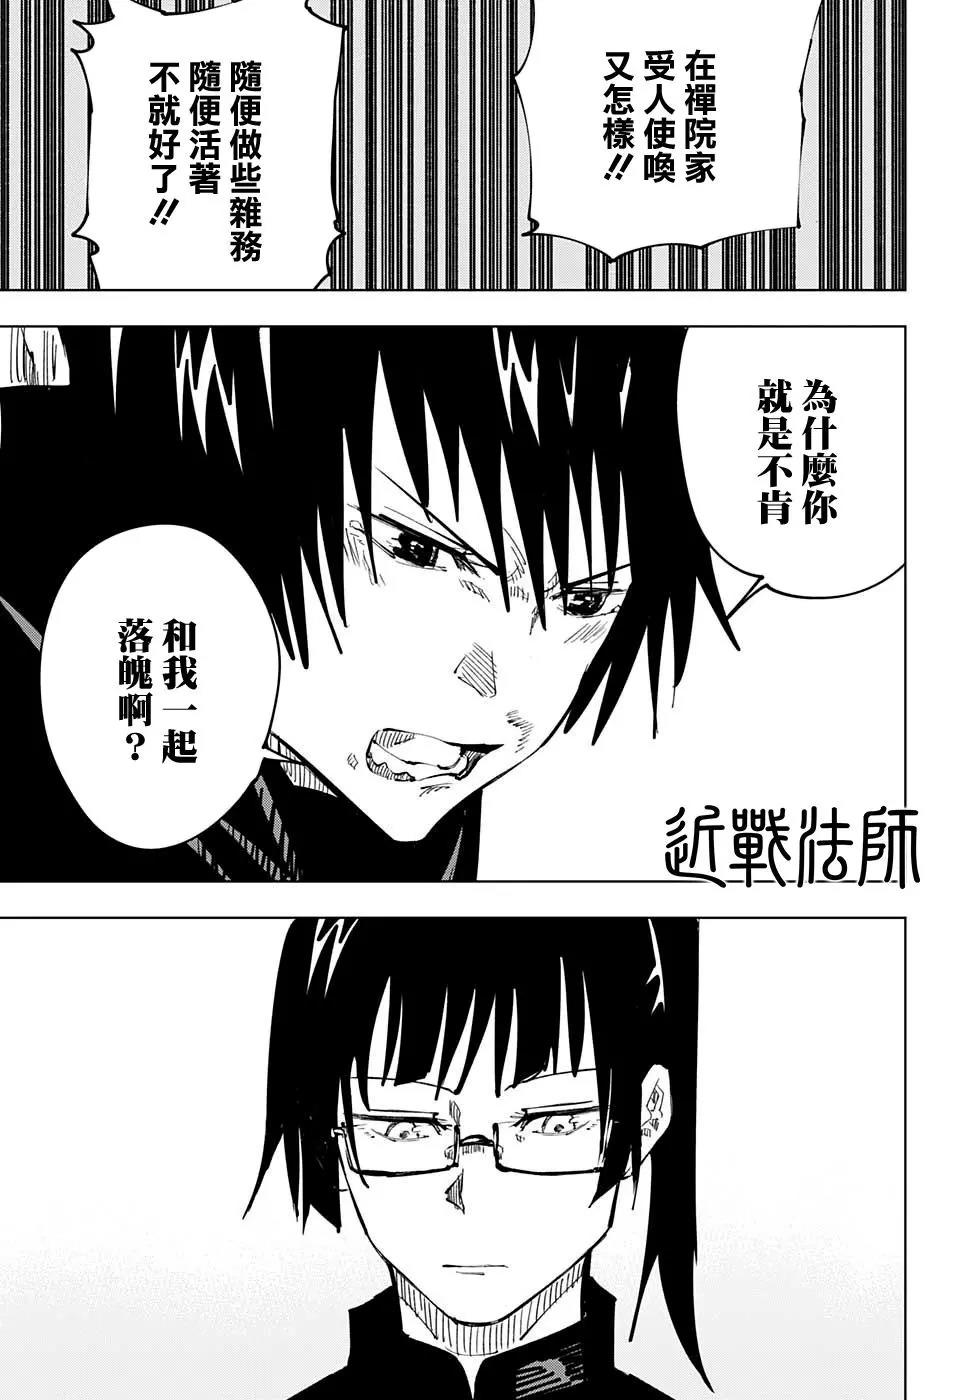 在禪院家
受人使喚
又怎樣!!
隨便做些雜務
隨便活著
不就好了!!
為什麼你
就是不肯
和我一起
落魄啊？
近戰法師